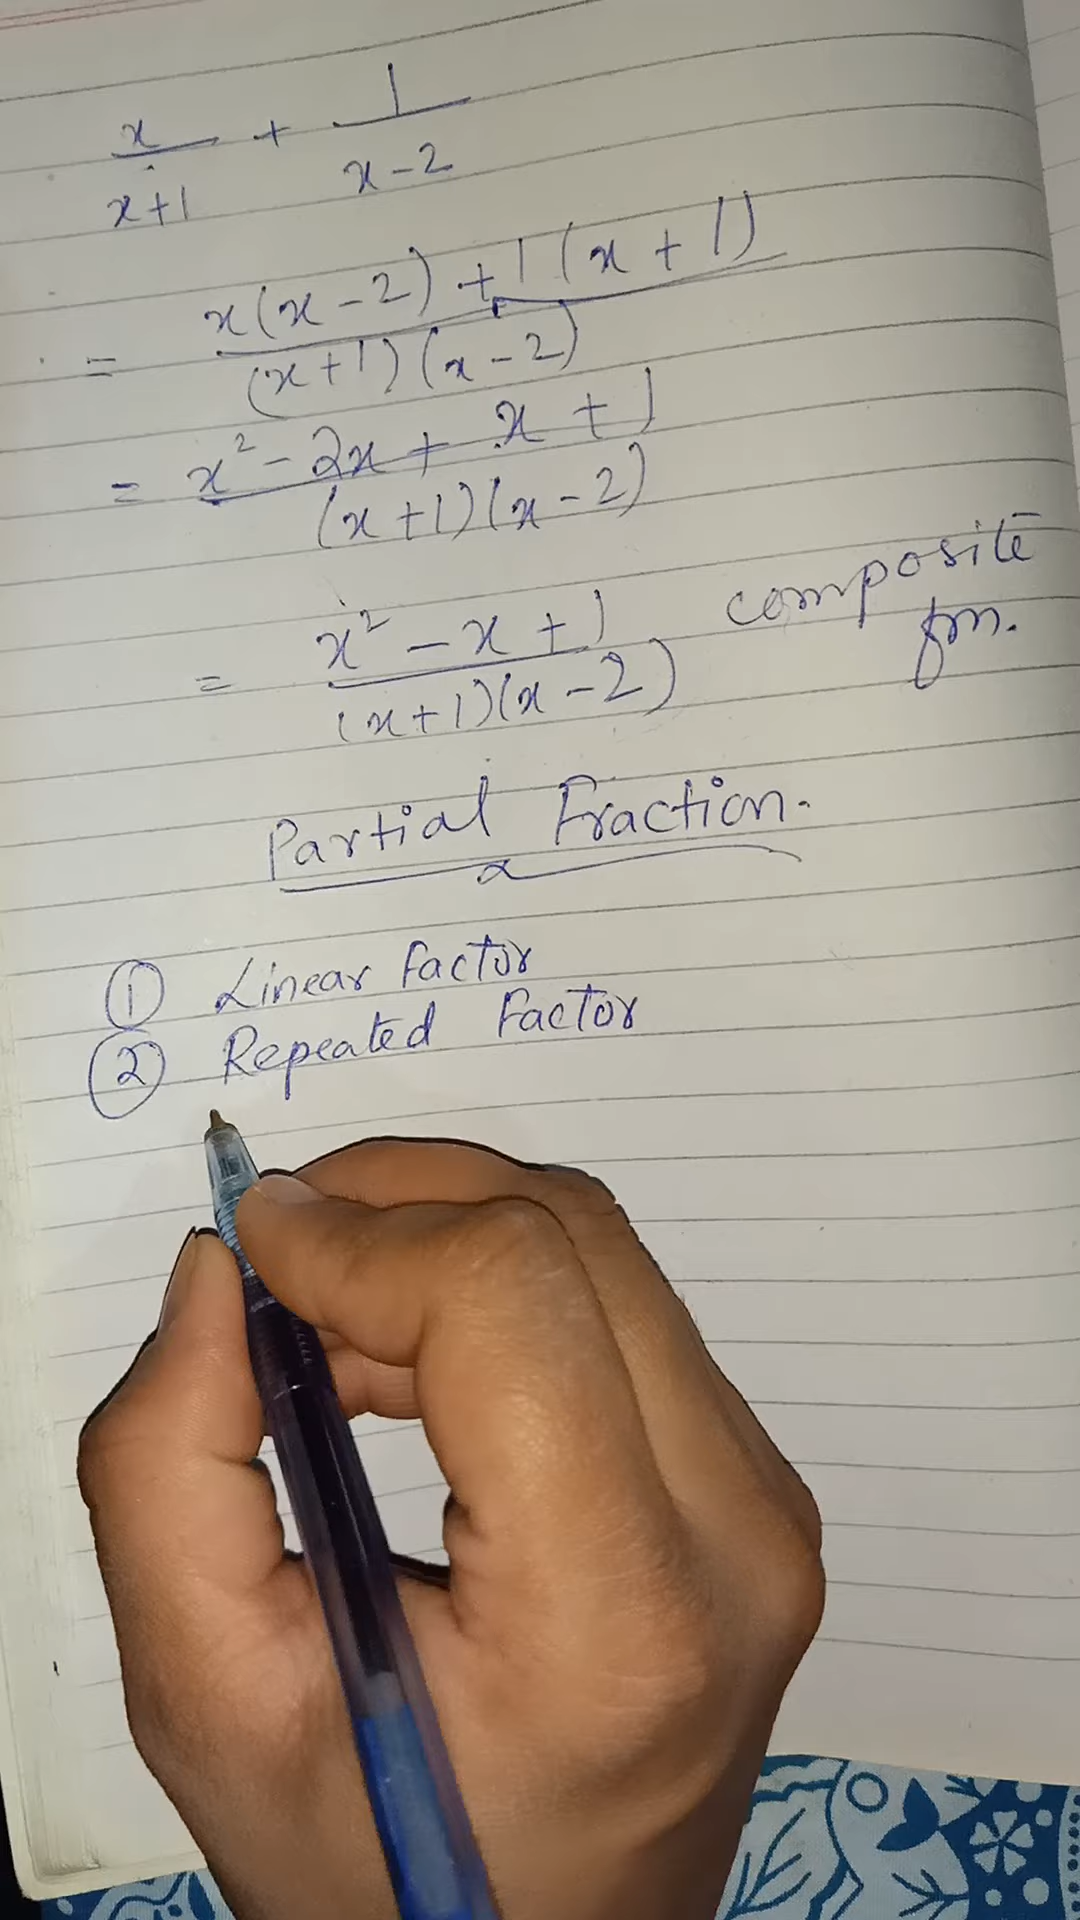 x/x+1 + 1/x-2
= x(x-2)+1(x+1)/(x+1)(x-2)
= x²-2x+x+1/(x+1)(x-2)
= x²-x+1/(x+1)(x-2) composite
fn.
Partial Fraction.
① Linear factor
② Repeated Factor